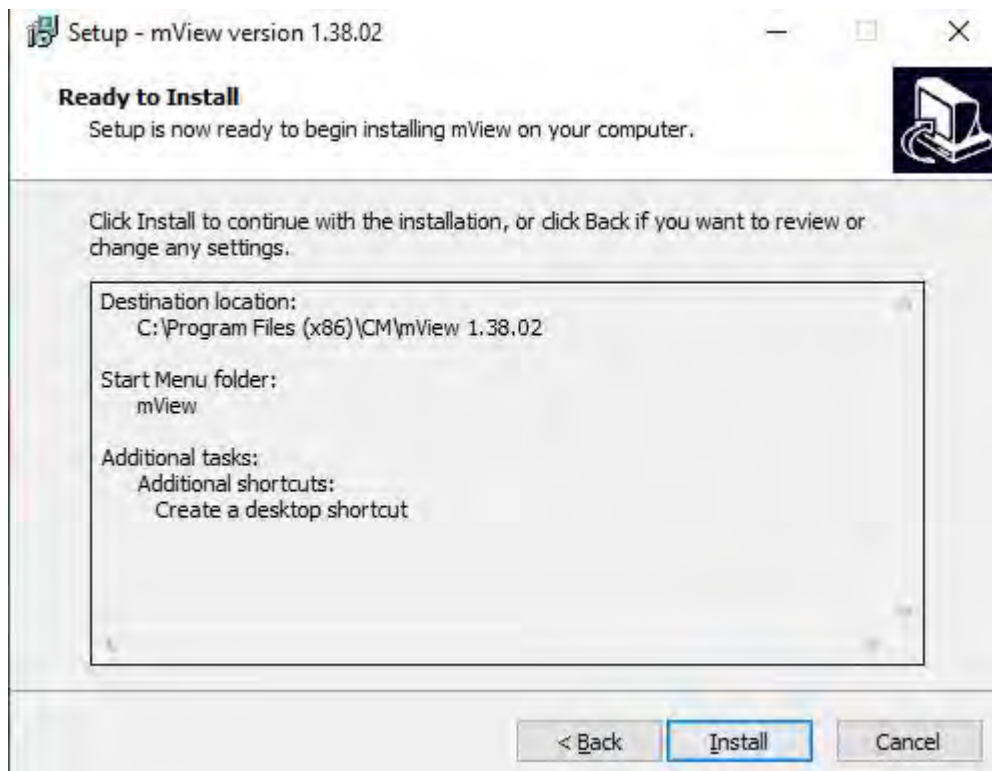 Setup - mView version 1.38.02
Ready to Install
Setup is now ready to begin installing mView on your computer.
Click Install to continue with the installation, or click Back if you want to review or
change any settings.
Destination location:
C:\Program Files (x86)\CM\mView 1.38.02
Start Menu folder:
mView
Additional tasks:
Additional shortcuts:
Create a desktop shortcut
< Back
Install
Cancel